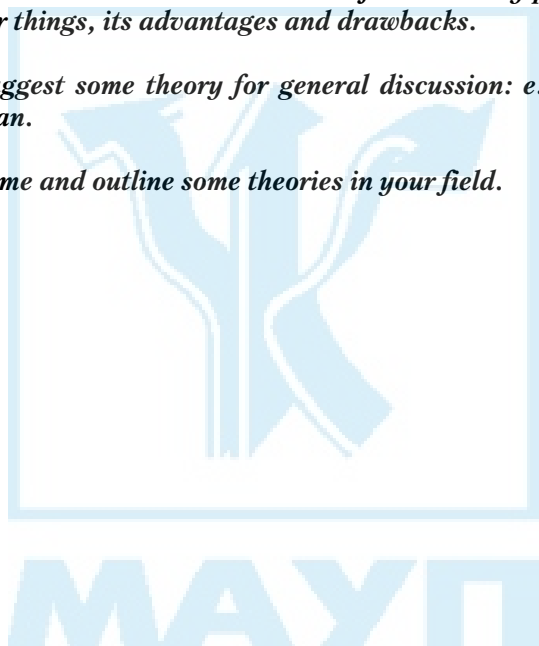 r things, its advantages and drawbacks.
ggest some theory for general discussion: e.
an.
me and outline some theories in your field.
МАУП